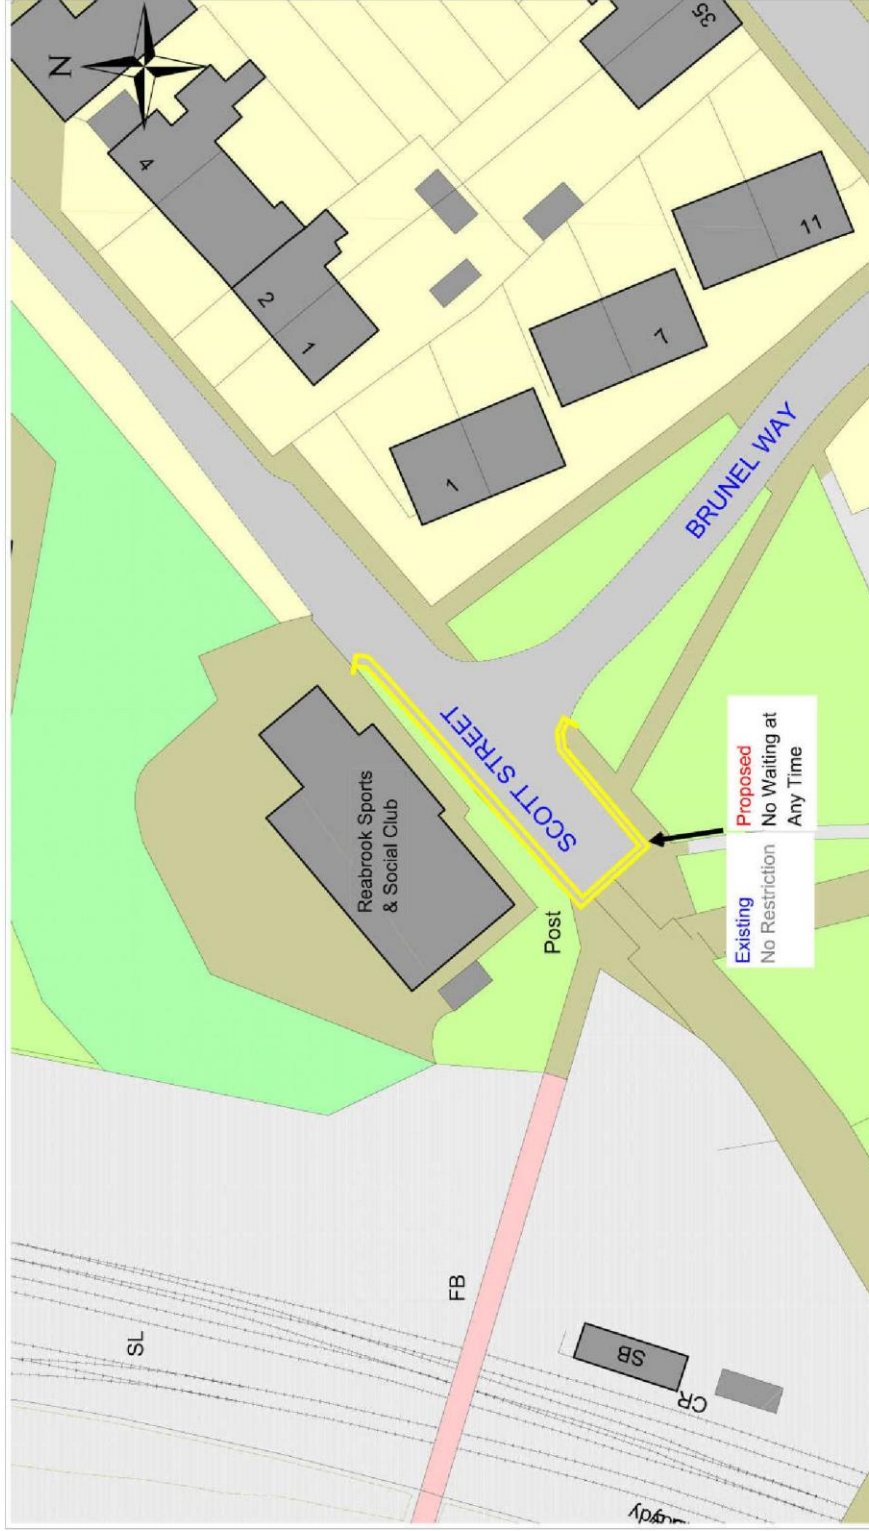 N
4
2
1
35
11
7
1
BRUNEL WAY
SCOTT STREET
Reabrook Sports
& Social Club
Post
Existing
No Restriction
Proposed
No Waiting at
Any Time
FB
SL
SB
CR